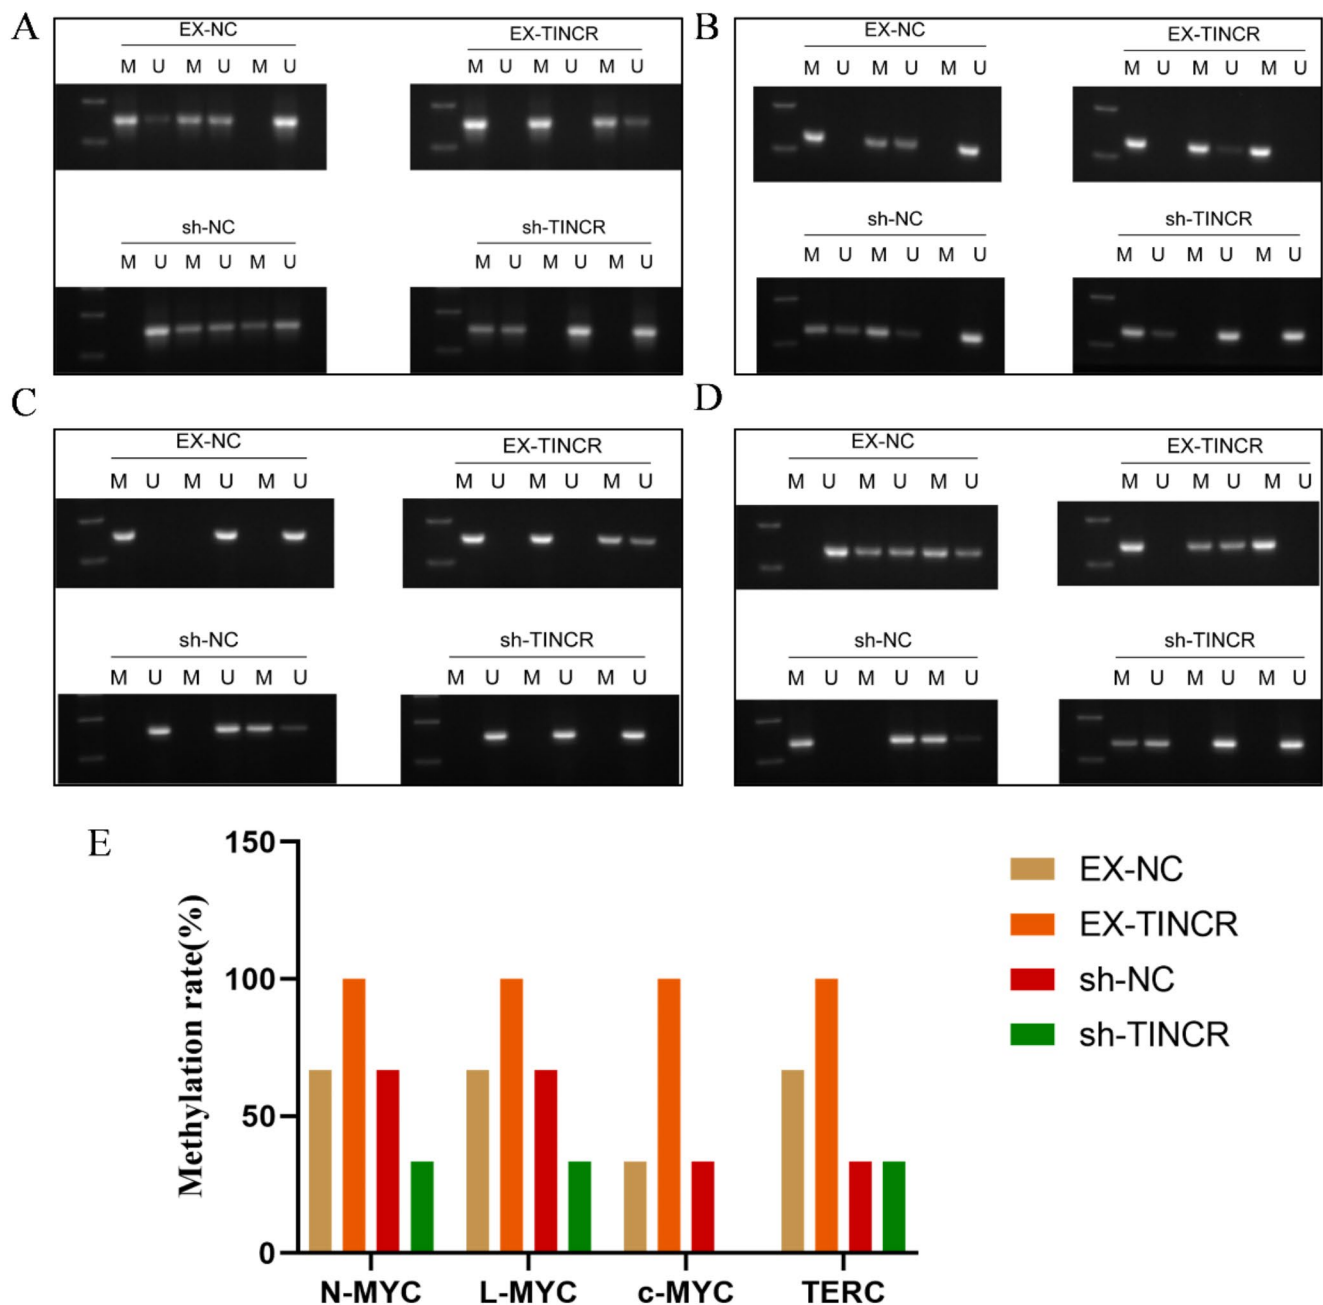 A
EX-NC
M U M U M U
EX-TINCR
M U M U M U
sh-NC
M U M U M U
sh-TINCR
M U M U M U
B
EX-NC
M U M U M U
EX-TINCR
M U M U M U
sh-NC
M U M U M U
sh-TINCR
M U M U M U
C
EX-NC
M U M U M U
EX-TINCR
M U M U M U
sh-NC
M U M U M U
sh-TINCR
M U M U M U
D
EX-NC
M U M U M U
EX-TINCR
M U M U M U
sh-NC
M U M U M U
sh-TINCR
M U M U M U
E
Methylation rate(%)
150
100
50
0
N-MYC L-MYC c-MYC TERC
EX-NC
EX-TINCR
sh-NC
sh-TINCR